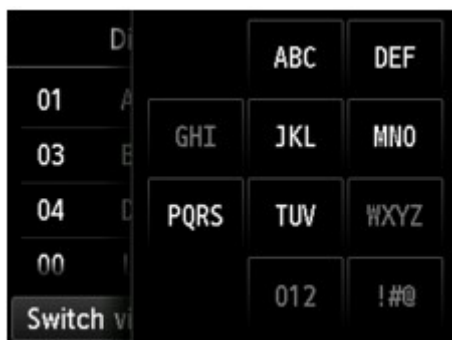 Di
01 A
03 E
04 D
00 !
Switch vi
ABC DEF
GHI JKL MNO
PQRS TUV WXYZ
012 !#@